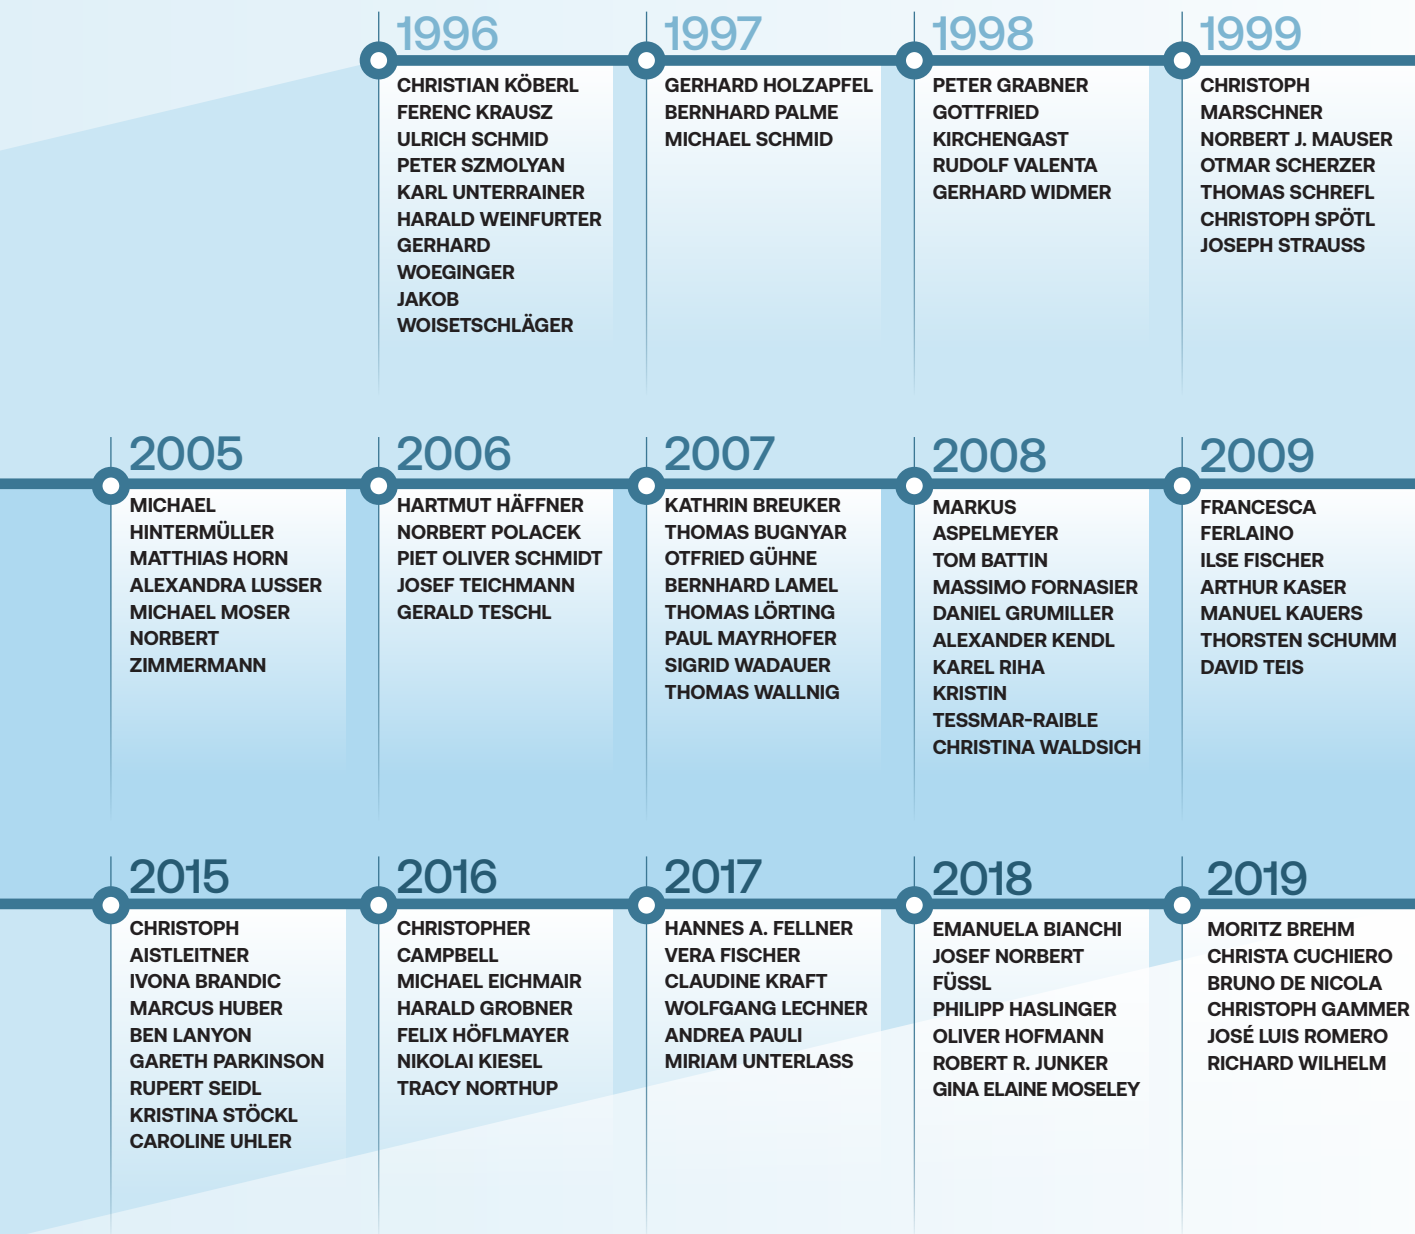 1996
CHRISTIAN KÖBERL
FERENC KRAUSZ
ULRICH SCHMID
PETER SZMOLYAN
KARL UNTERRAINER
HARALD WEINFURTER
GERHARD
WOEGINGER
JAKOB
WOISETSCHLÄGER
1997
GERHARD HOLZAPFEL
BERNHARD PALME
MICHAEL SCHMID
1998
PETER GRABNER
GOTTFRIED
KIRCHENGAST
RUDOLF VALENTA
GERHARD WIDMER
1999
CHRISTOPH
MARSCHNER
NORBERT J. MAUSER
OTMAR SCHERZER
THOMAS SCHREFL
CHRISTOPH SPÖTL
JOSEPH STRAUSS
2005
MICHAEL
HINTERMÜLLER
MATTHIAS HORN
ALEXANDRA LUSSER
MICHAEL MOSER
NORBERT
ZIMMERMANN
2006
HARTMUT HÄFFNER
NORBERT POLACEK
PIET OLIVER SCHMIDT
JOSEF TEICHMANN
GERALD TESCHL
2007
KATHRIN BREUKER
THOMAS BUGNYAR
OTFRIED GÜHNE
BERNHARD LAMEL
THOMAS LÖRTING
PAUL MAYRHOFER
SIGRID WADAUER
THOMAS WALLNIG
2008
MARKUS
ASPELMEYER
TOM BATTIN
MASSIMO FORNASIER
DANIEL GRUMILLER
ALEXANDER KENDL
KAREL RIHA
KRISTIN
TESSMAR-RAIBLE
CHRISTINA WALDSICH
2009
FRANCESCA
FERLAINO
ILSE FISCHER
ARTHUR KASER
MANUEL KAUERS
THORSTEN SCHUMM
DAVID TEIS
2015
CHRISTOPH
AISTLEITNER
IVONA BRANDIC
MARCUS HUBER
BEN LANYON
GARETH PARKINSON
RUPERT SEIDL
KRISTINA STÖCKL
CAROLINE UHLER
2016
CHRISTOPHER
CAMPBELL
MICHAEL EICHMAIR
HARALD GROBNER
FELIX HÖFLMAYER
NIKOLAI KIESEL
TRACY NORTHUP
2017
HANNES A. FELLNER
VERA FISCHER
CLAUDINE KRAFT
WOLFGANG LECHNER
ANDREA PAULI
MIRIAM UNTERLASS
2018
EMANUELA BIANCHI
JOSEF NORBERT
FÜSSL
PHILIPP HASLINGER
OLIVER HOFMANN
ROBERT R. JUNKER
GINA ELAINE MOSELEY
2019
MORITZ BREHM
CHRISTA CUCHIERO
BRUNO DE NICOLA
CHRISTOPH GAMMER
JOSÉ LUIS ROMERO
RICHARD WILHELM